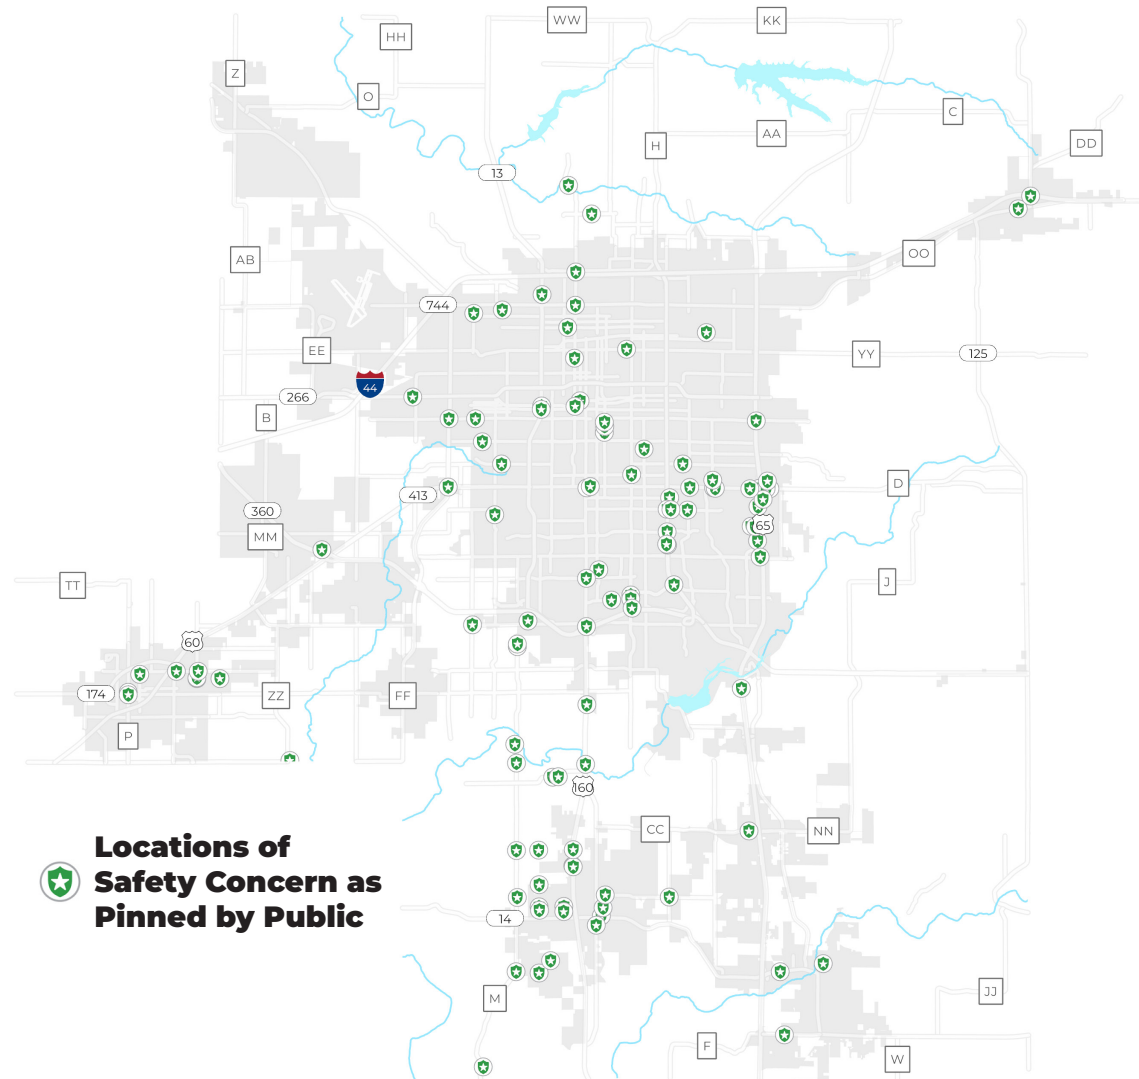 WW
KK
HH
Z
O
C
AA
DD
H
13
OO
AB
744
EE
YY
125
44
266
B
D
413
360
65
MM
TT
J
60
174
ZZ
FF
P
160
CC
NN
Locations of
Safety Concern as
Pinned by Public
14
M
JJ
F
W